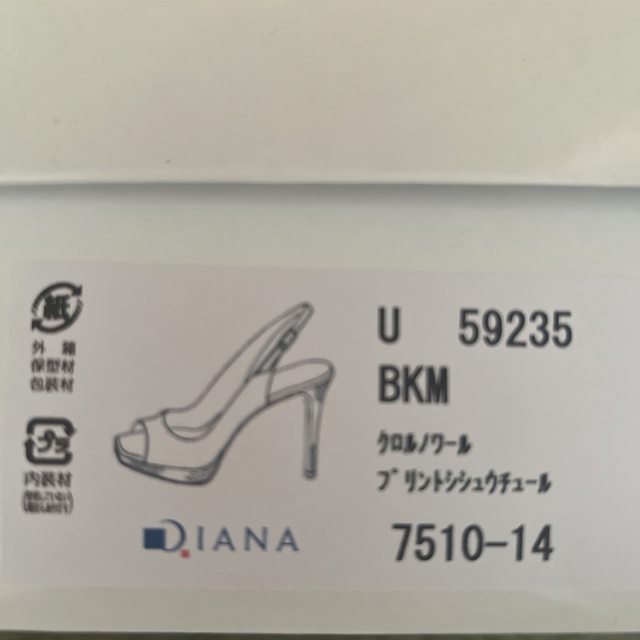 紙
外箱
保型材
包装材
プラ
内装材
DIANA
U 59235
BKM
クロル/ワール
プリントシシュウチュール
7510-14